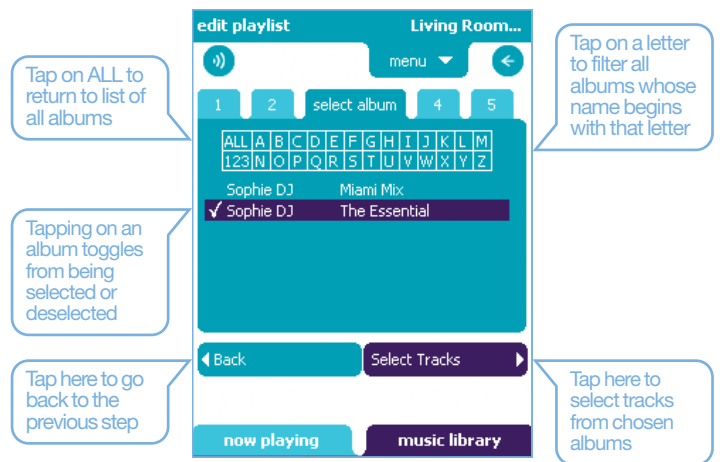 edit playlist Living Room...
menu
Tap on ALL to
return to list of
all albums
Tap on a letter
to filter all
albums whose
name begins
with that letter
1 2 select album 4 5
ALL A B C D E F G H I J K L M
123 N O P Q R S T U V W X Y Z
Sophie DJ Miami Mix
Sophie DJ The Essential
Tapping on an
album toggles
from being
selected or
deselected
Back Select Tracks
Tap here to go
back to the
previous step
Tap here to
select tracks
from chosen
albums
now playing music library